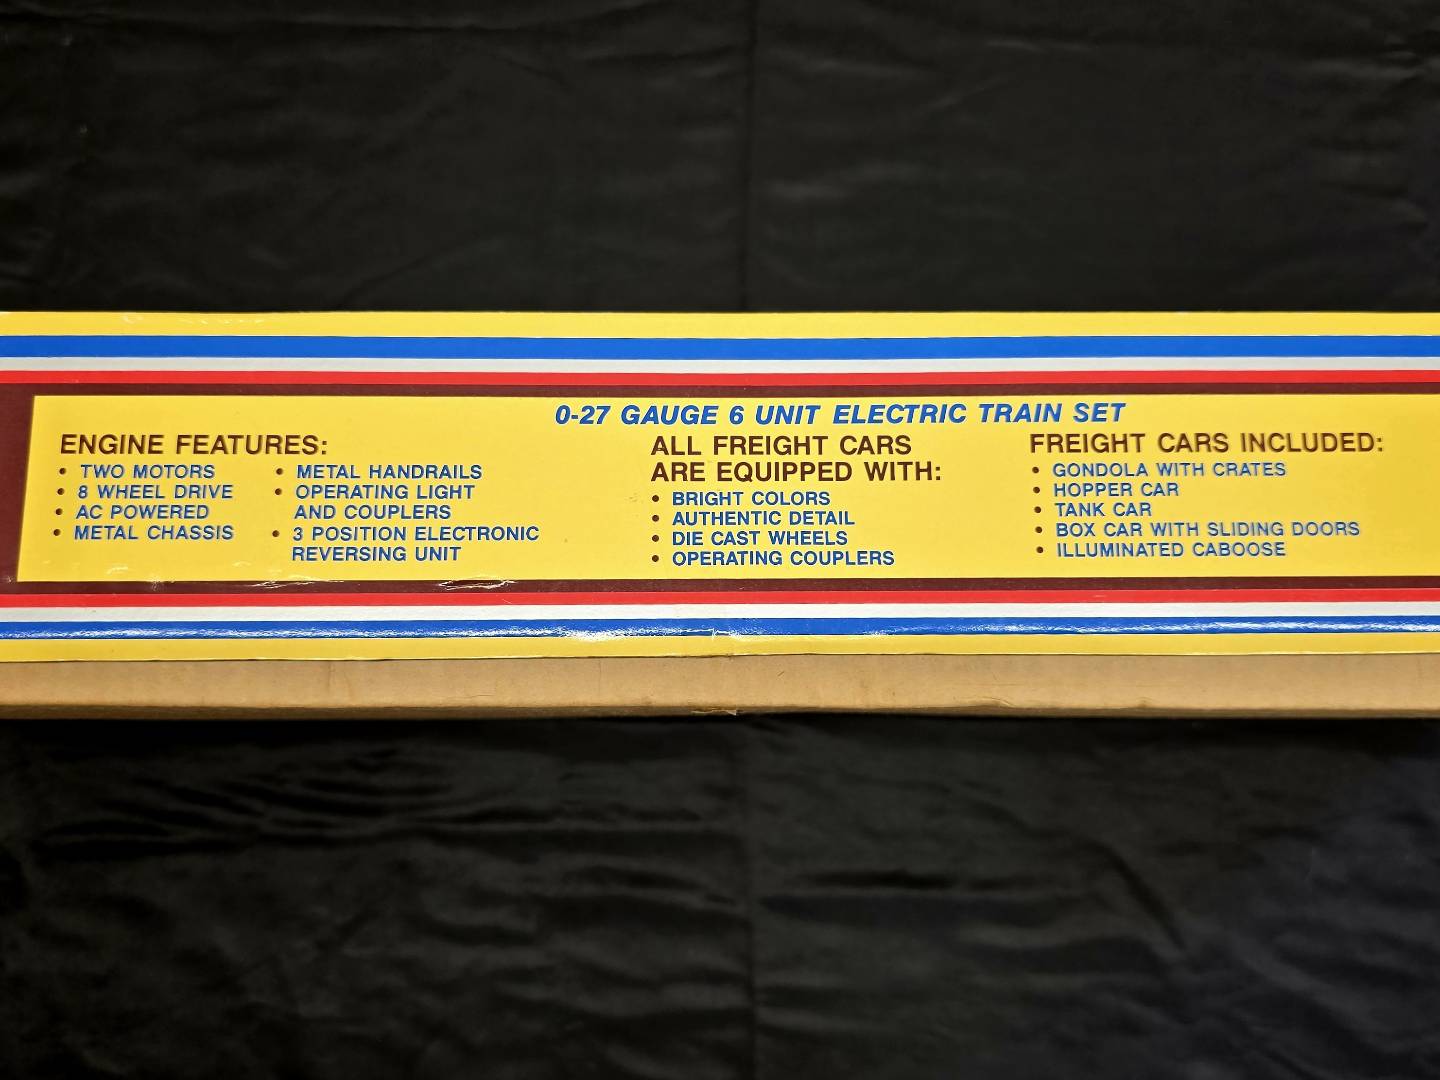 0-27 GAUGE 6 UNIT ELECTRIC TRAIN SET
ENGINE FEATURES:
• TWO MOTORS
• 8 WHEEL DRIVE
• AC POWERED
• METAL CHASSIS
• METAL HANDRAILS
• OPERATING LIGHT
AND COUPLERS
• 3 POSITION ELECTRONIC
REVERSING UNIT
ALL FREIGHT CARS
ARE EQUIPPED WITH:
• BRIGHT COLORS
• AUTHENTIC DETAIL
• DIE CAST WHEELS
• OPERATING COUPLERS
FREIGHT CARS INCLUDED:
• GONDOLA WITH CRATES
• HOPPER CAR
• TANK CAR
• BOX CAR WITH SLIDING DOORS
• ILLUMINATED CABOOSE